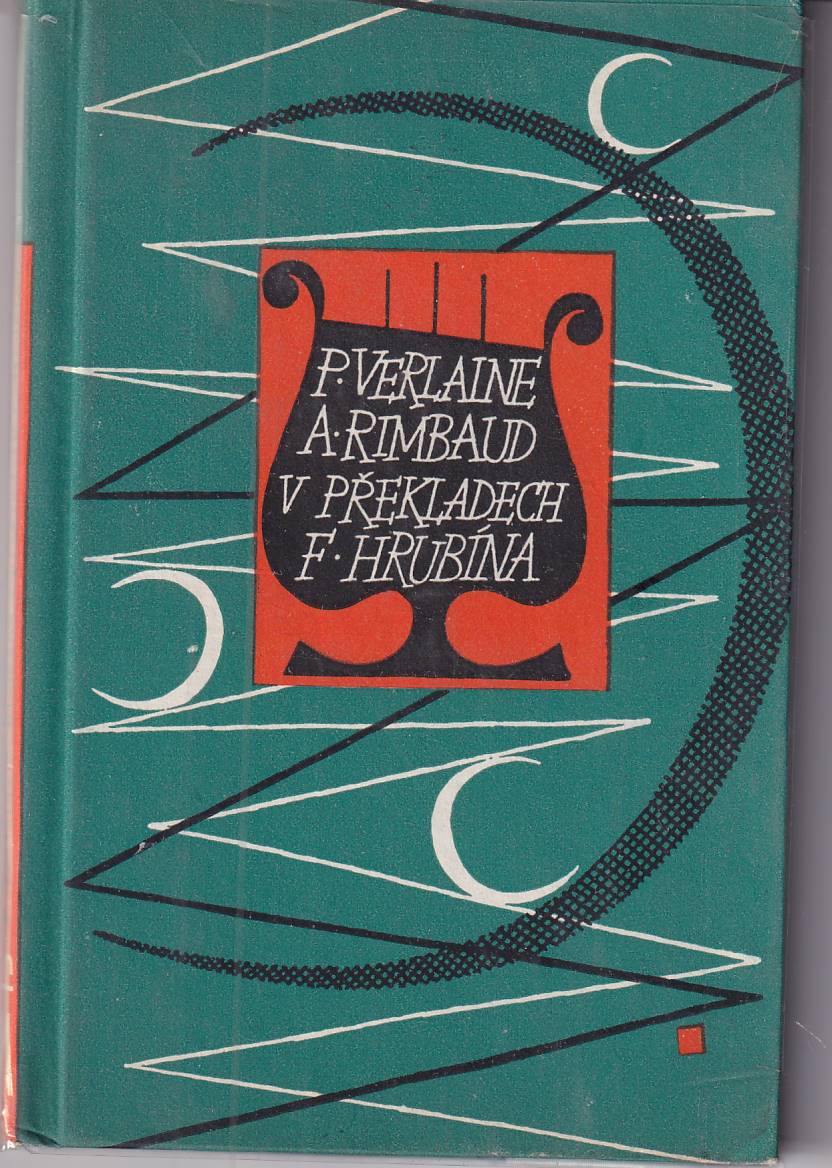 P. VERLAINE
A. RIMBAUD
V PŘEKLADECH
F. HRUBÍNA